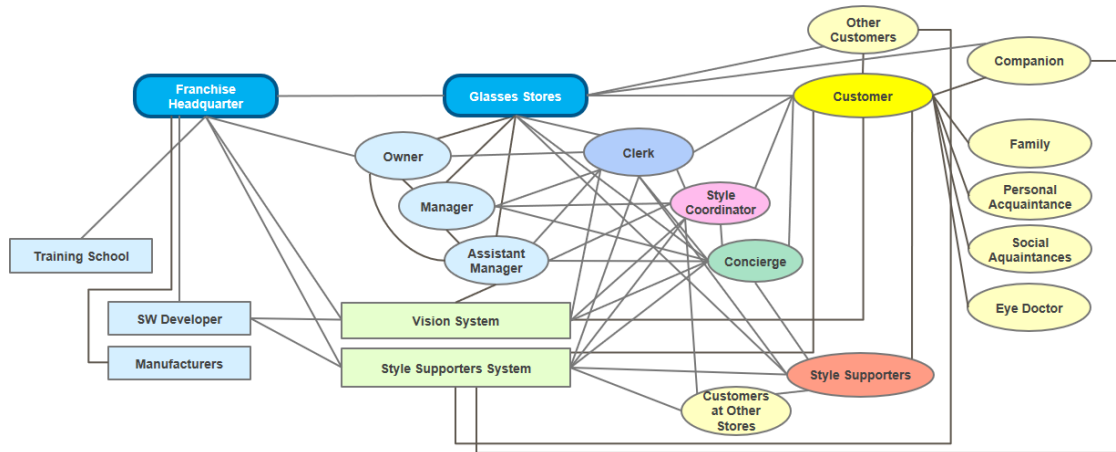 Other
Customers
Companion
Franchise
Headquarter
Glasses Stores
Customer
Owner
Clerk
Family
Manager
Style
Coordinator
Personal
Acquaintance
Training School
Assistant
Manager
Concierge
Social
Aquaintances
SW Developer
Vision System
Eye Doctor
Manufacturers
Style Supporters System
Style Supporters
Customers
at Other
Stores